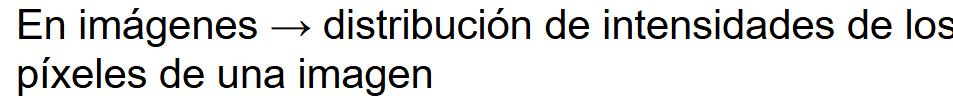 En imágenes → distribución de intensidades de los
píxeles de una imagen